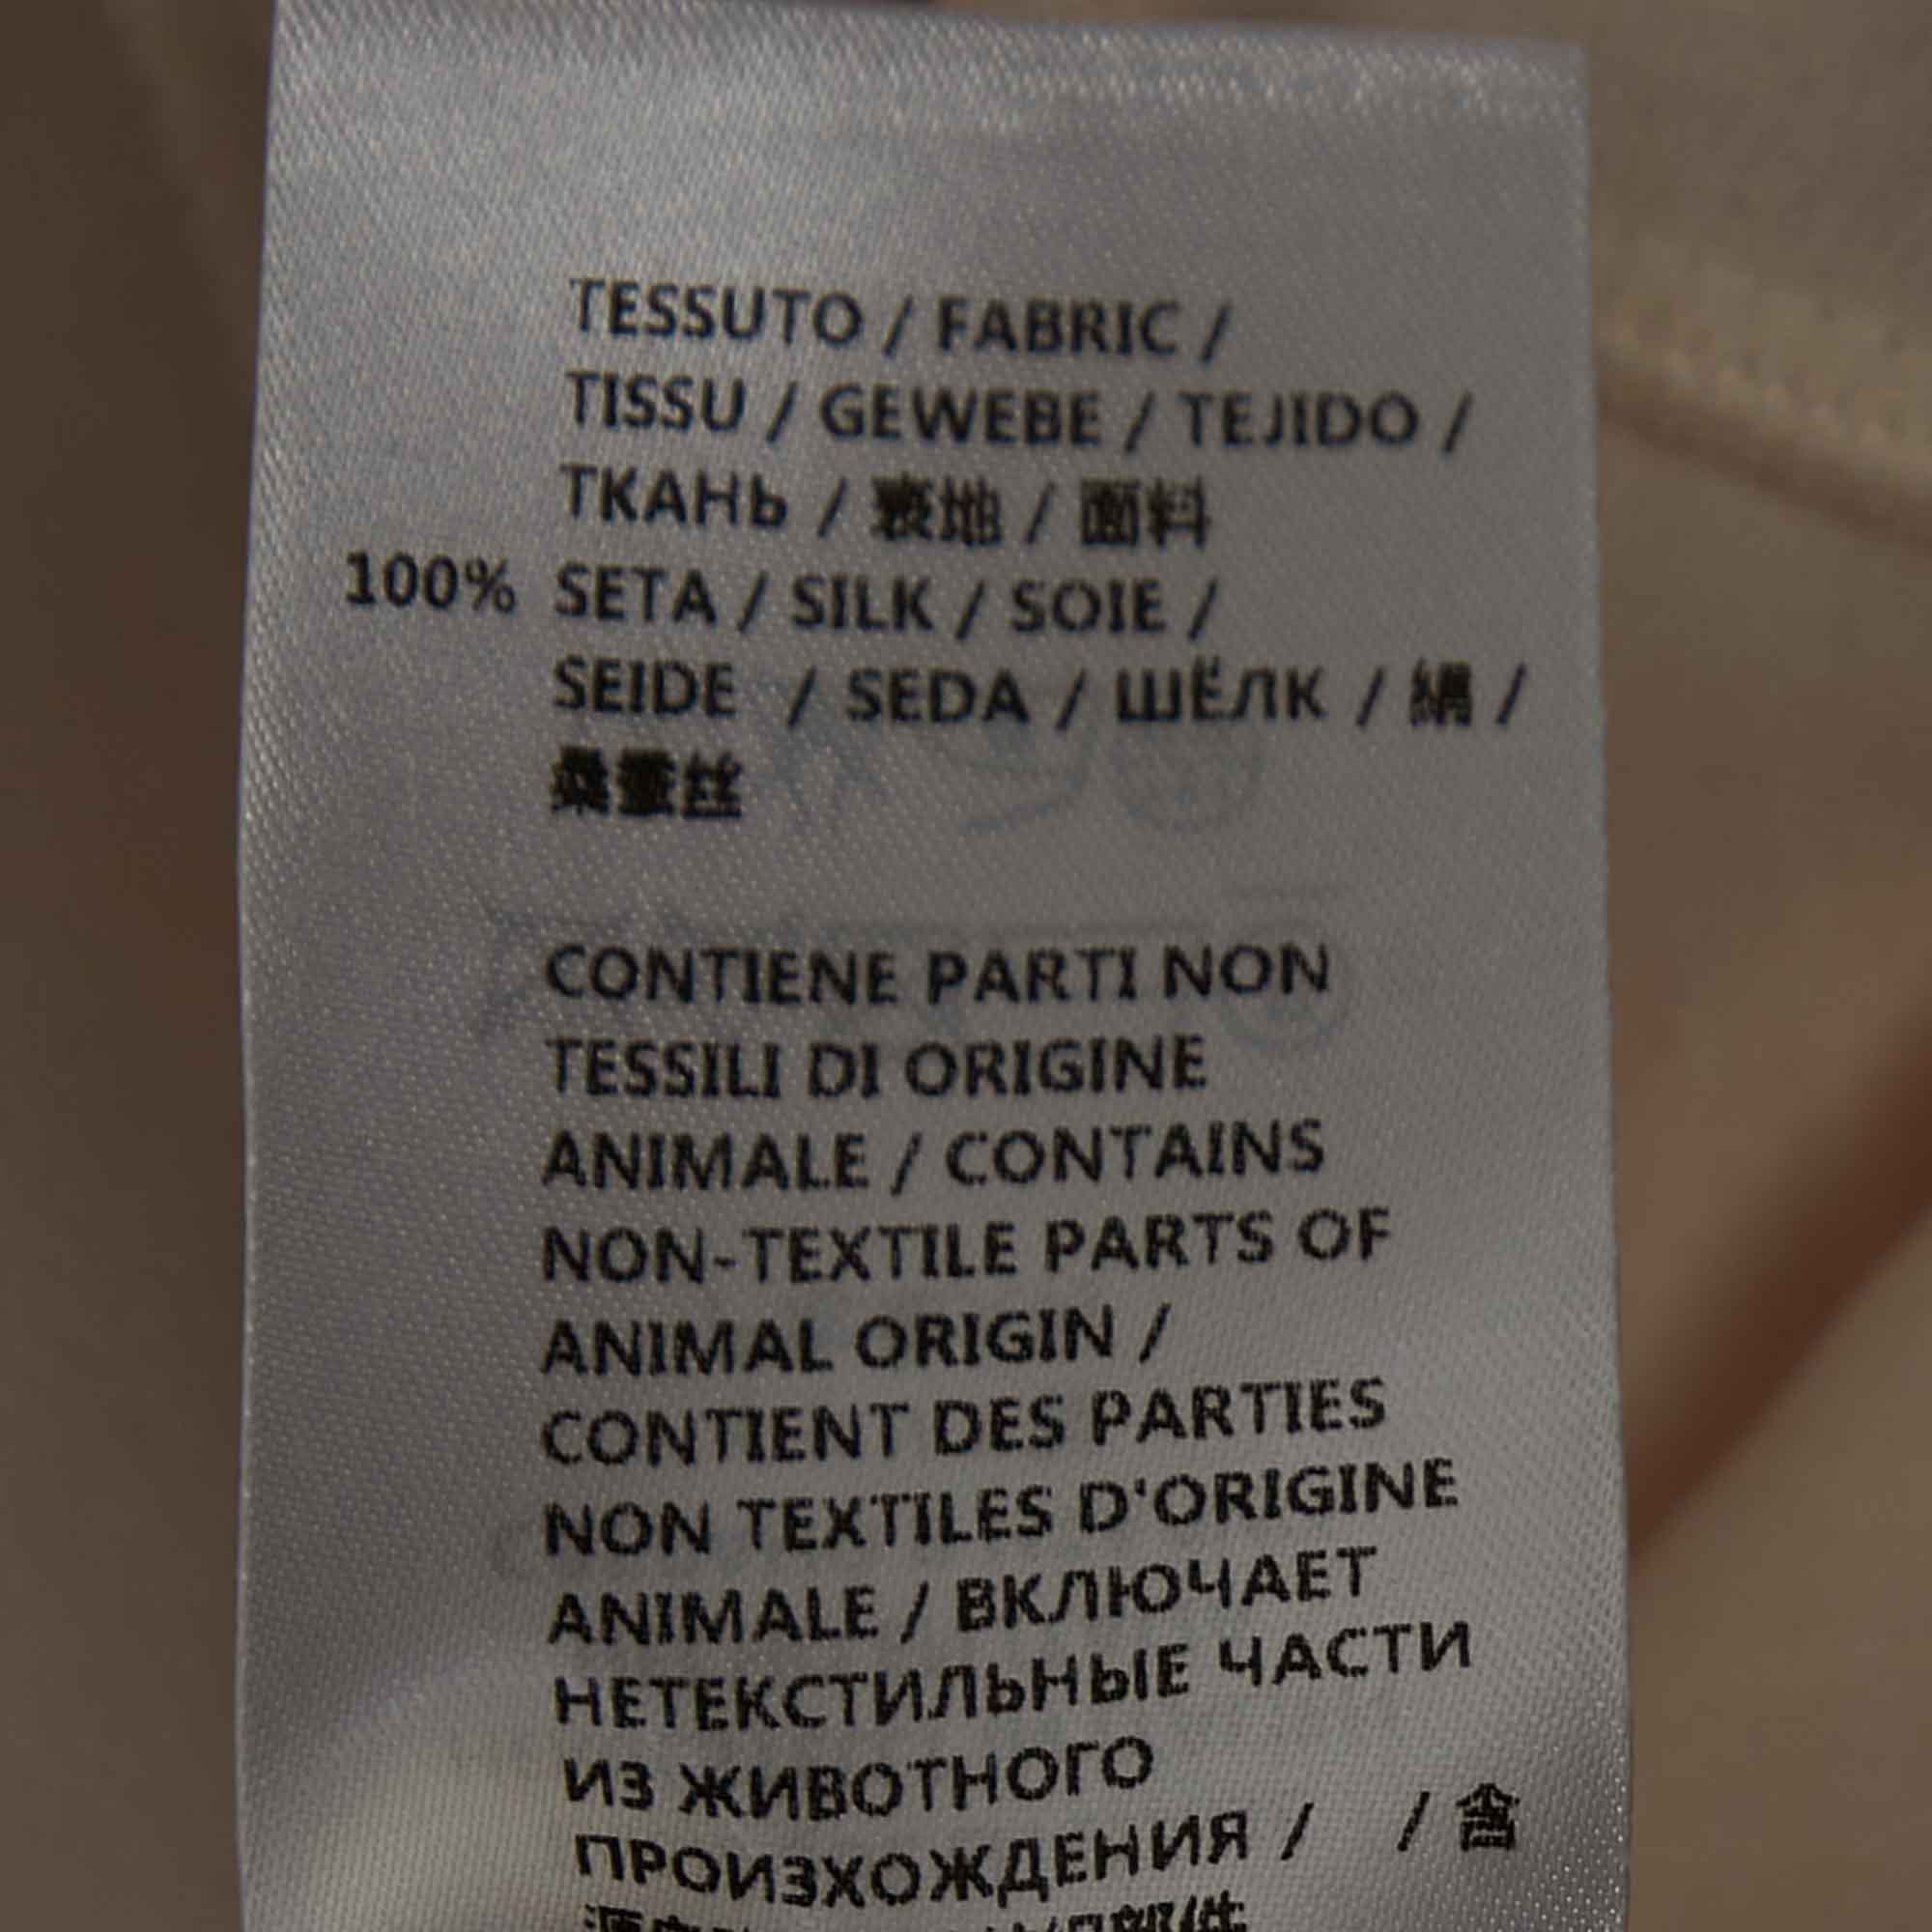 TESSUTO / FABRIC /
TISSU / GEWEBE / TEJIDO /
ТКАНЬ / 表地 / 面料
100% SETA / SILK / SOIE /
SEIDE / SEDA / ШЁЛК / 絹 /
桑蚕丝
CONTIENE PARTI NON
TESSILI DI ORIGINE
ANIMALE / CONTAINS
NON-TEXTILE PARTS OF
ANIMAL ORIGIN /
CONTIENT DES PARTIES
NON TEXTILES D'ORIGINE
ANIMALE / ВКЛЮЧАЕТ
НЕТЕКСТИЛЬНЫЕ ЧАСТИ
ИЗ ЖИВОТНОГО
ПРОИЗХОЖДЕНИЯ / / 含